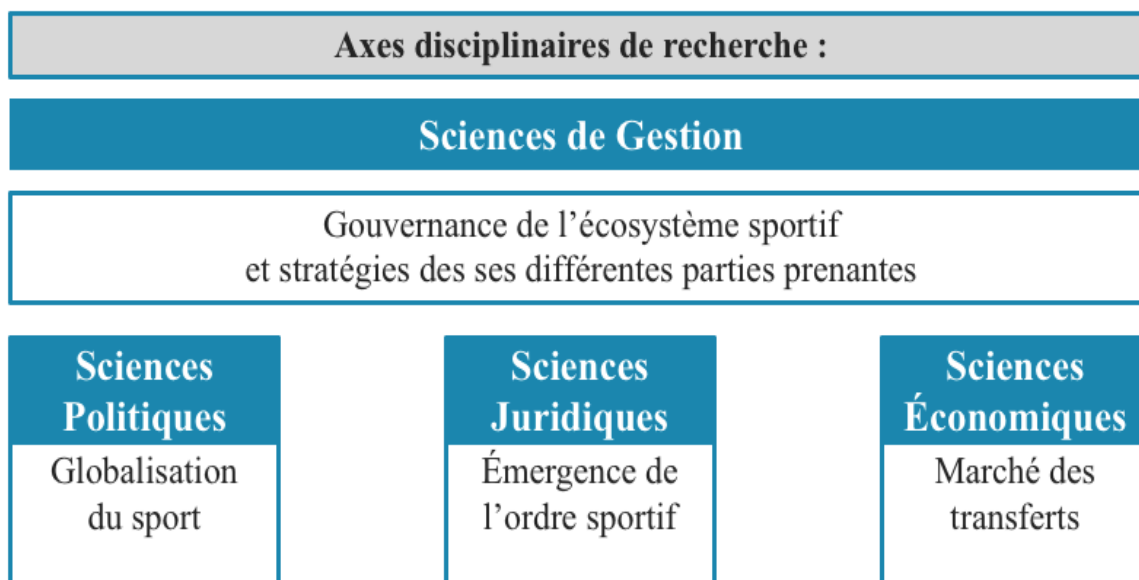 Axes disciplinaires de recherche :
Sciences de Gestion
Gouvernance de l’écosystème sportif
et stratégies des ses différentes parties prenantes
Sciences
Politiques
Globalisation
du sport
Sciences
Juridiques
Émergence de
l’ordre sportif
Sciences
Économiques
Marché des
transferts